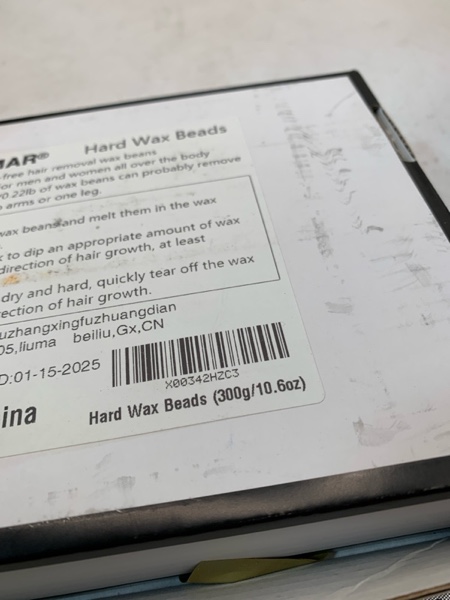 MAR® Hard Wax Beads
-free hair removal wax beans
or men and women all over the body
/0.22lb of wax beans can probably remove
arms or one leg.
wax beans and melt them in the wax
to dip an appropriate amount of wax
direction of hair growth, at least
dry and hard, quickly tear off the wax
ection of hair growth.
uzhangxingfuzhuangdian
05,liuma beiliu,Gx,CN
D:01-15-2025
X00342HZC3
ina
Hard Wax Beads (300g/10.6oz)